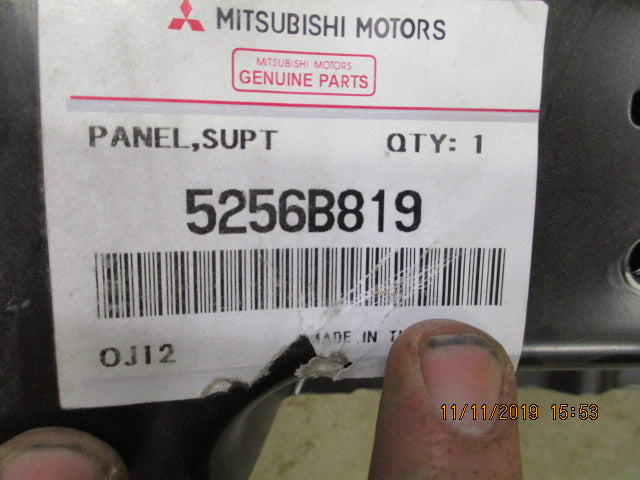 MITSUBISHI MOTORS
MITSUBISHI MOTORS
GENUINE PARTS
PANEL,SUPT QTY: 1
5256B819
MADE IN
OJ12
11/11/2019 15:53